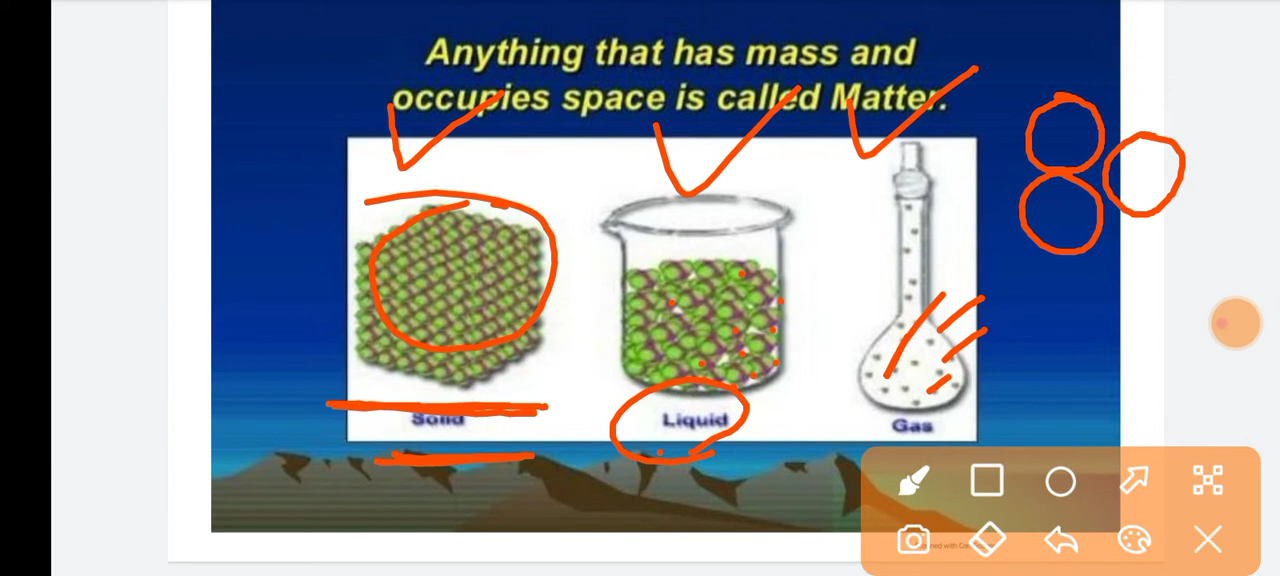 Anything that has mass and
occupies space is called Matter.
Solid
Liquid
Gas